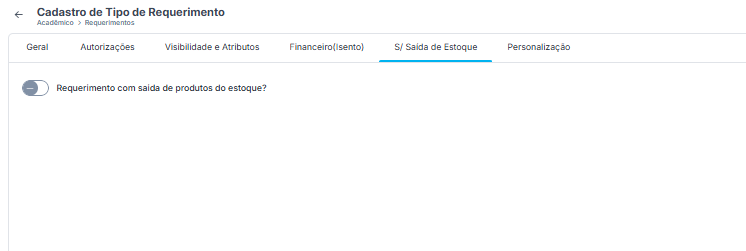 Cadastro de Tipo de Requerimento
Acadêmico > Requerimentos
Geral Autorizações Visibilidade e Atributos Financeiro(Isento) S/ Saída de Estoque Personalização
Requerimento com saida de produtos do estoque?